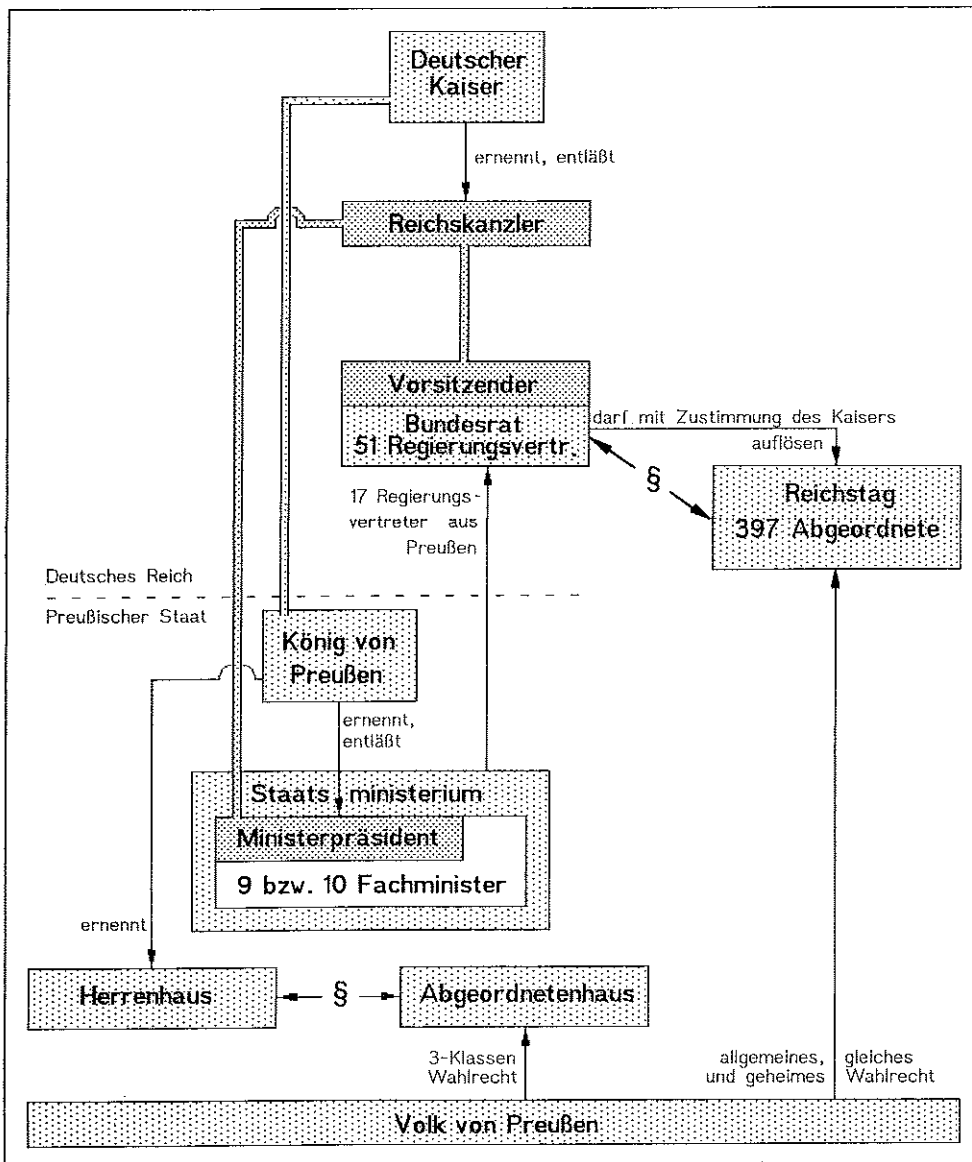 Deutscher
Kaiser
ernennt, entläßt
Reichskanzler
Vorsitzender
Bundesrat
51 Regierungsvertr.
darf mit Zustimmung des Kaisers
auflösen
§
Reichstag
397 Abgeordnete
17 Regierungs-
vertreter aus
Preußen
Deutsches Reich
Preußischer Staat
König von
Preußen
ernennt,
entläßt
Staats ministerium
Ministerpräsident
9 bzw. 10 Fachminister
ernennt
Herrenhaus
§
Abgeordnetenhaus
3-Klassen
Wahlrecht
allgemeines, gleiches
und geheimes Wahlrecht
Volk von Preußen